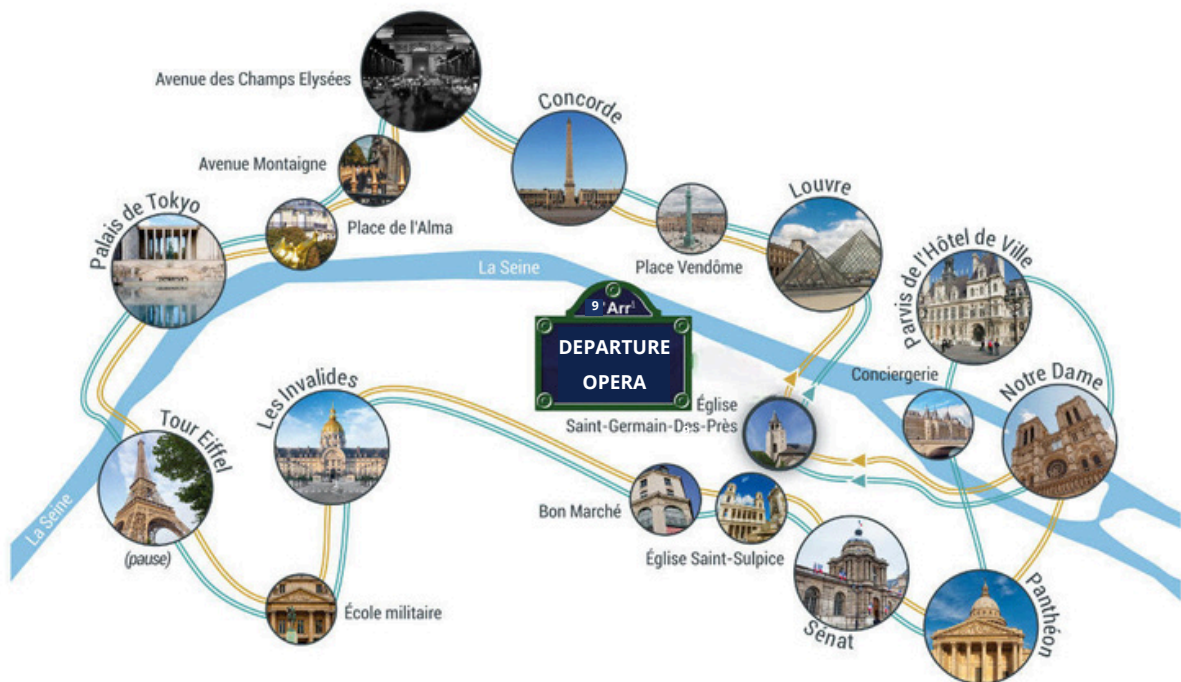 Avenue des Champs Elysées
Concorde
Avenue Montaigne
Louvre
Palais de Tokyo
Place de l'Alma
Place Vendôme
La Seine
Parvis de l'Hôtel de Ville
9 Arr
DEPARTURE
OPERA
Conciergerie
Notre Dame
Les Invalides
Église
Saint-Germain-Des-Près
Tour Eiffel
(pause)
La Seine
Bon Marché
Église Saint-Sulpice
École militaire
Sénat
Panthéon